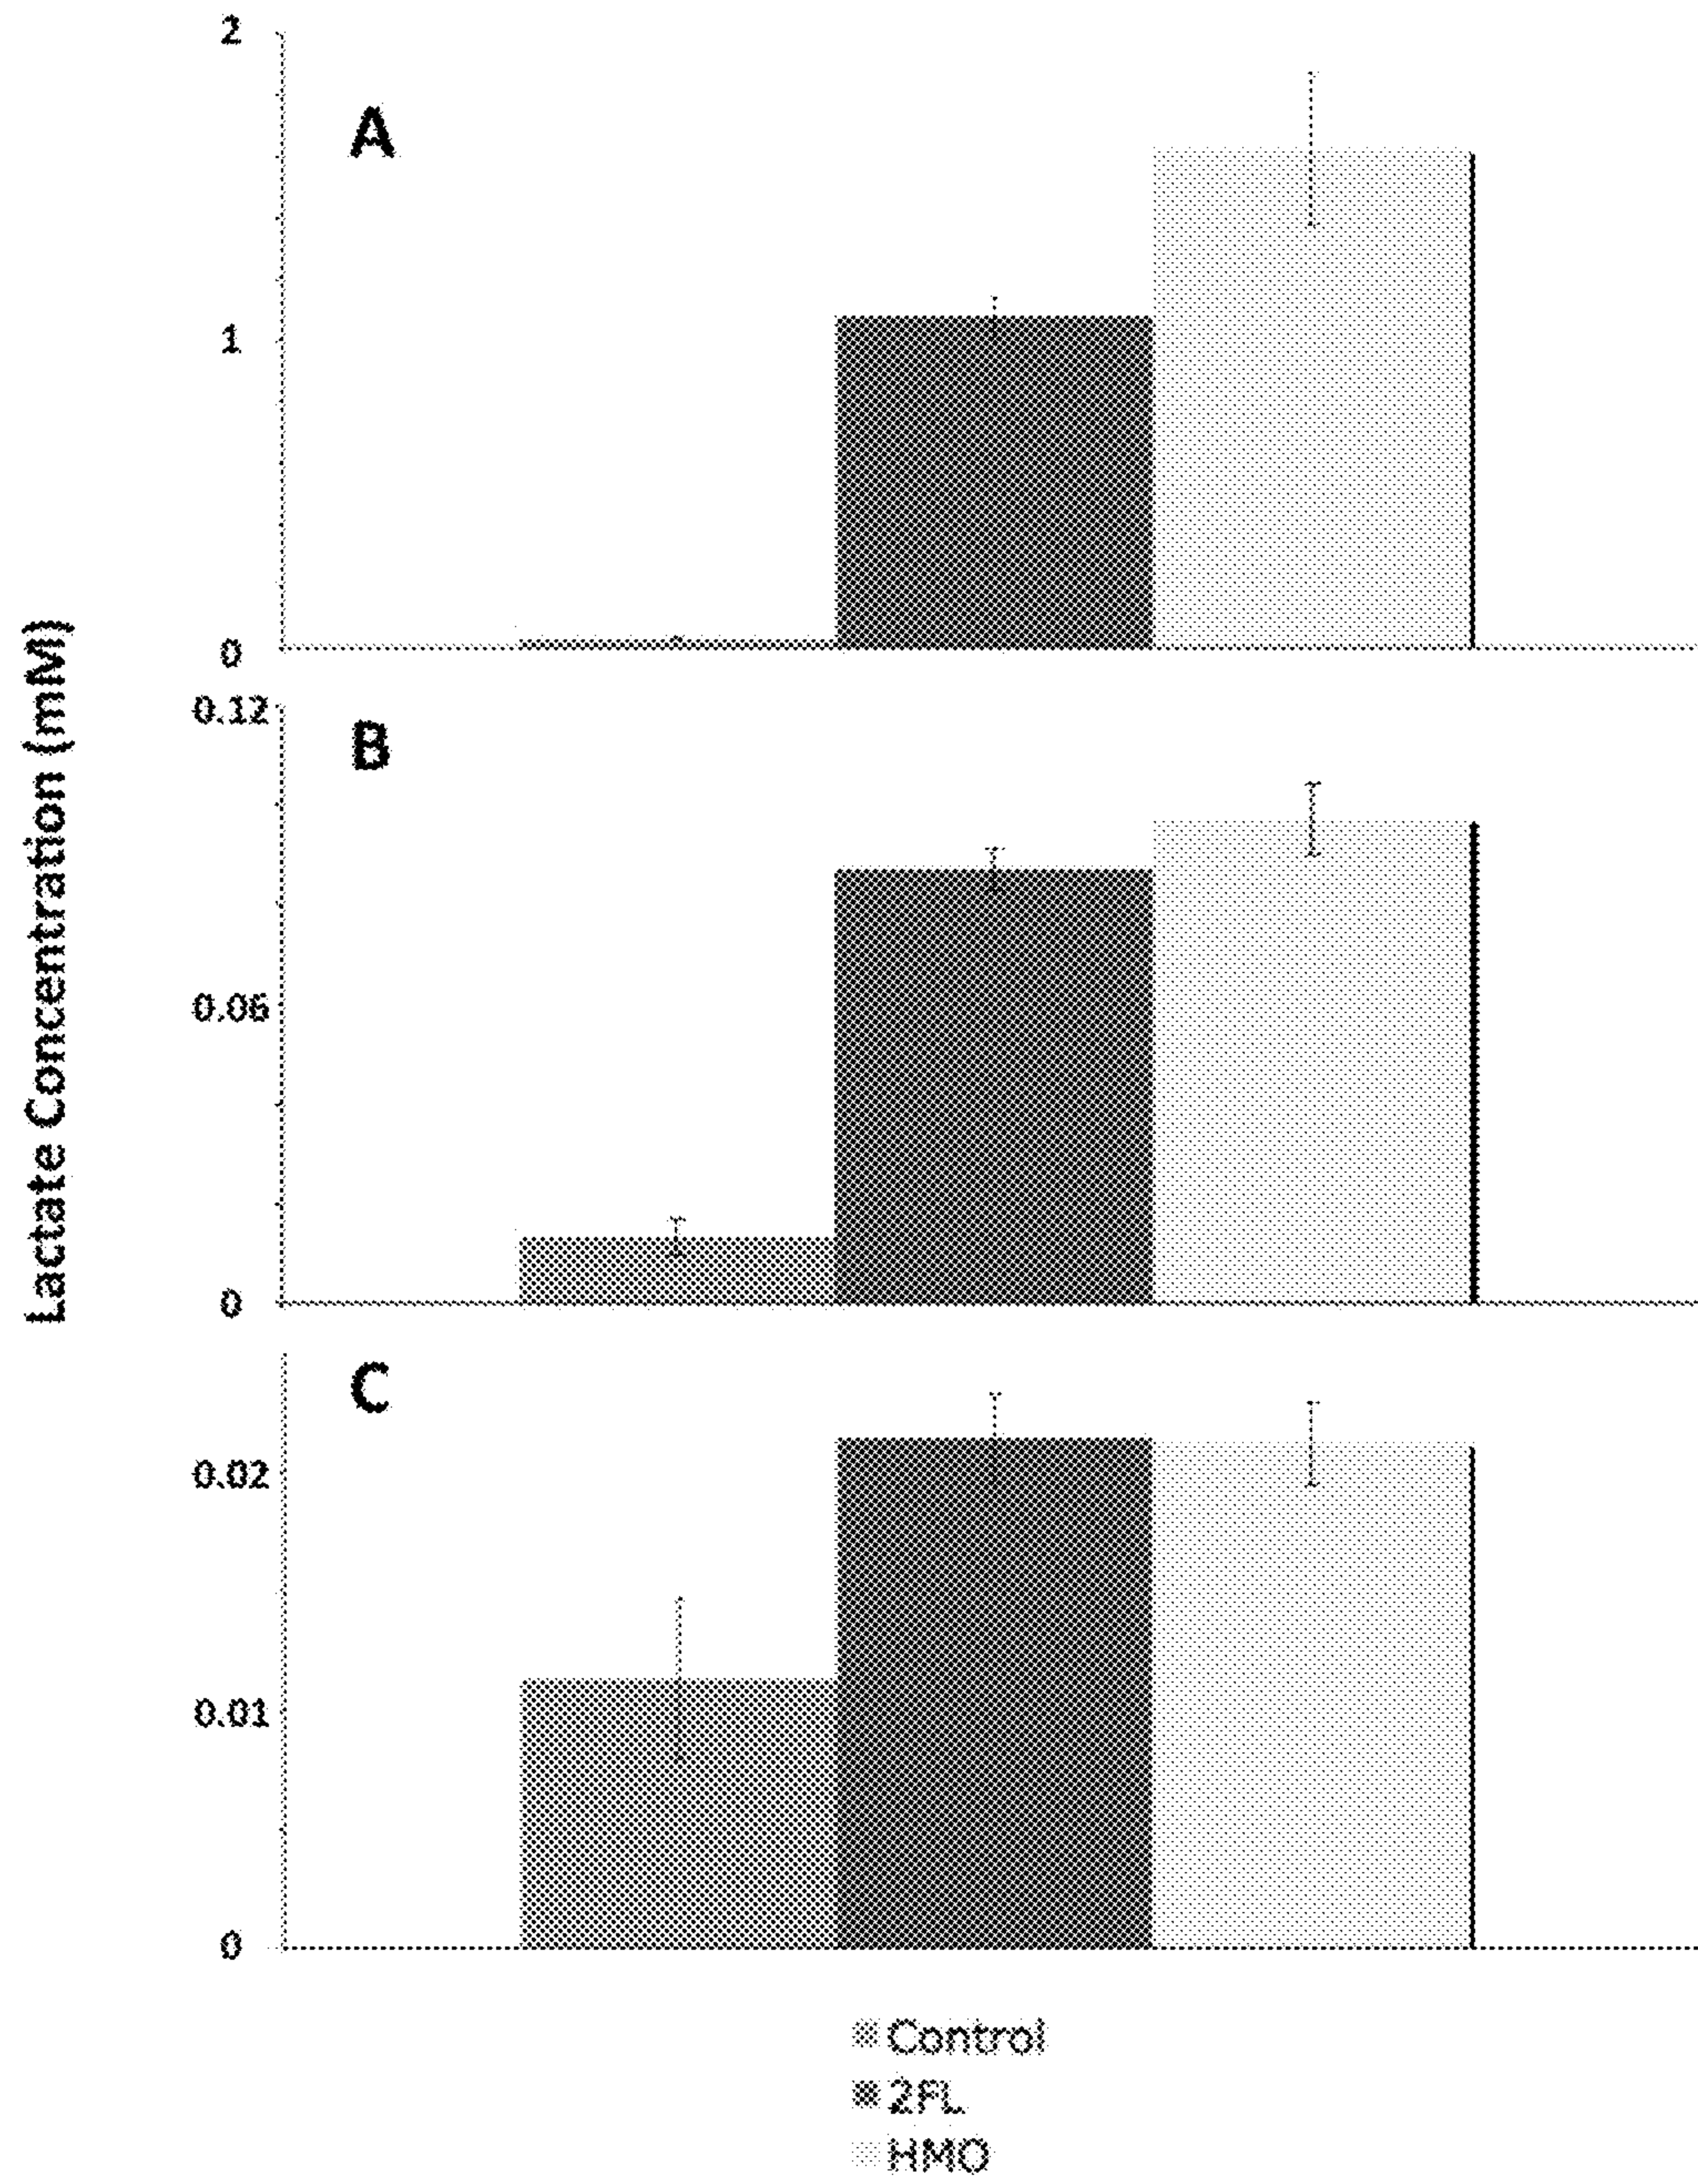 Lactate Concentration (mM)
A
2
1
0
B
0.12
0.06
0
C
0.02
0.01
0
Control
2FL
HMO